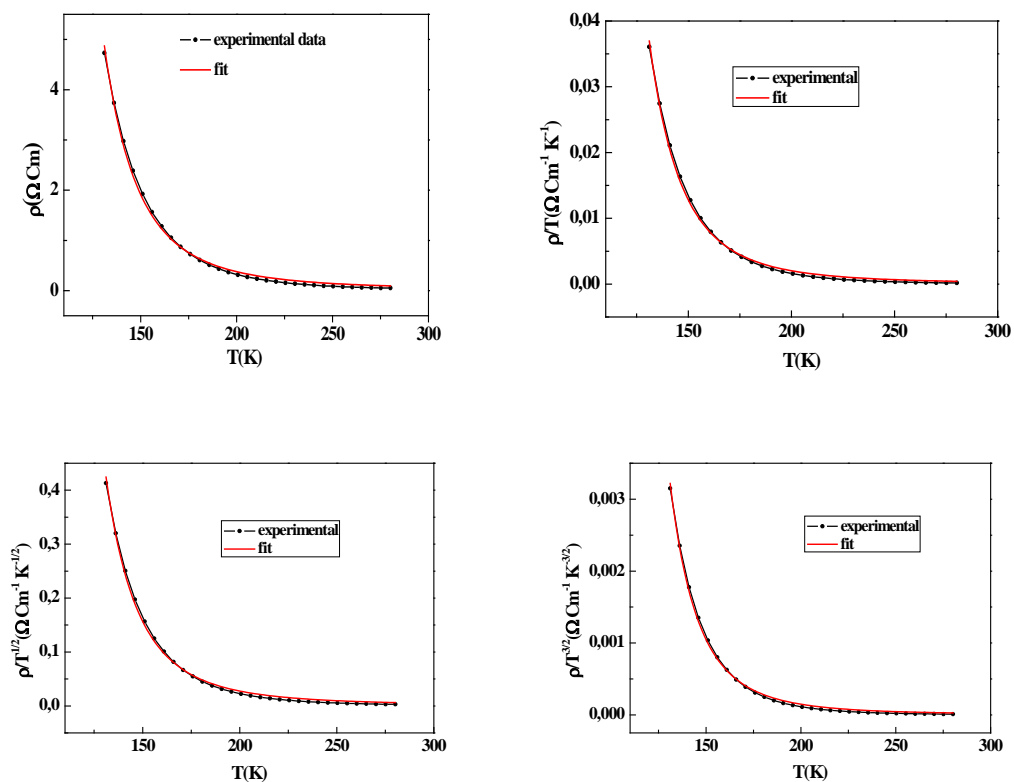 experimental data
fit
ρ(Ω Cm)
4
2
0
150
200
250
300
T(K)
experimental
fit
ρ/T(Ω Cm⁻¹ K⁻¹)
0,04
0,03
0,02
0,01
0,00
150
200
250
300
T(K)
experimental
fit
ρ/T^1/2(Ω Cm⁻¹ K^-1/2)
0,4
0,3
0,2
0,1
0,0
150
200
250
300
T(K)
experimental
fit
ρ/T^3/2(Ω Cm⁻¹ K^-3/2)
0,003
0,002
0,001
0,000
150
200
250
300
T(K)